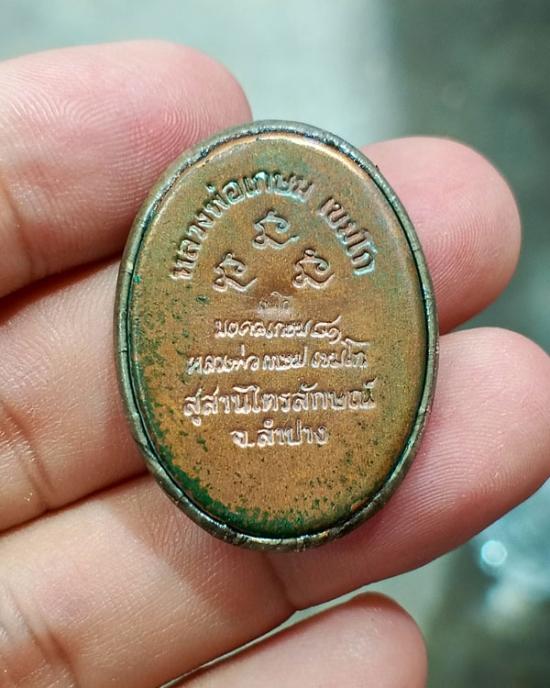 หลวงพ่อเกษม เขมโก
มงคลเกษม ๘๑
หลวงพ่อ เกษม เขมโก
สุสานไตรลักษณ์
จ.ลำปาง